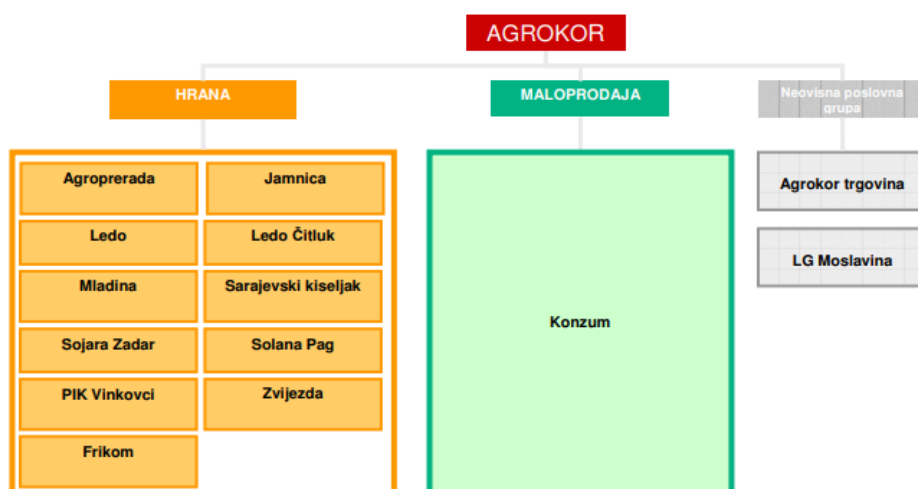 AGROKOR
HRANA
MALOPRODAJA
Neovisna poslovna
grupa
Agroprerada
Jamnica
Ledo
Ledo Čitluk
Mladina
Sarajevski kiseljak
Sojara Zadar
Solana Pag
PIK Vinkovci
Zvijezda
Frikom
Konzum
Agrokor trgovina
LG Moslavina